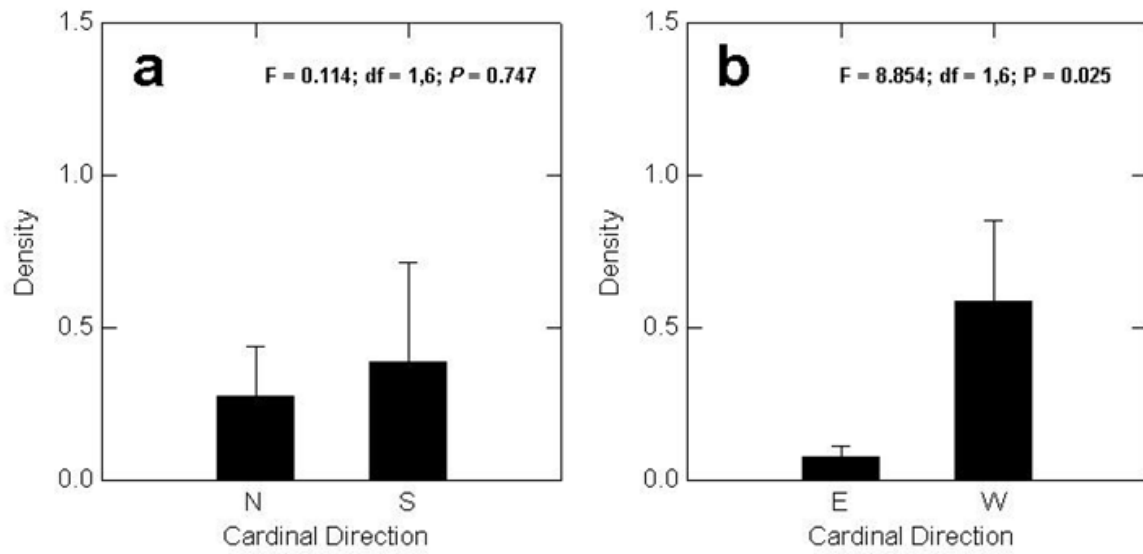 a
F = 0.114; df = 1,6; P = 0.747
1.5
1.0
0.5
0.0
Density
N S
Cardinal Direction
b
F = 8.854; df = 1,6; P = 0.025
1.5
1.0
0.5
0.0
Density
E W
Cardinal Direction